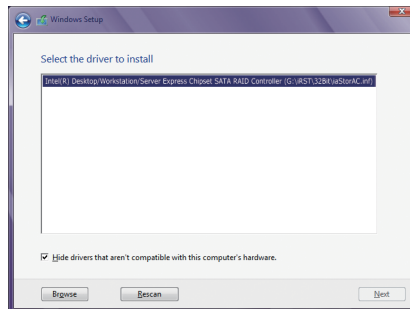 Windows Setup
Select the driver to install
Intel(R) Desktop/Workstation/Server Express Chipset SATA RAID Controller (G:\iRST\32Bit\iaStorAC.inf)
Hide drivers that aren't compatible with this computer's hardware.
Browse
Rescan
Next